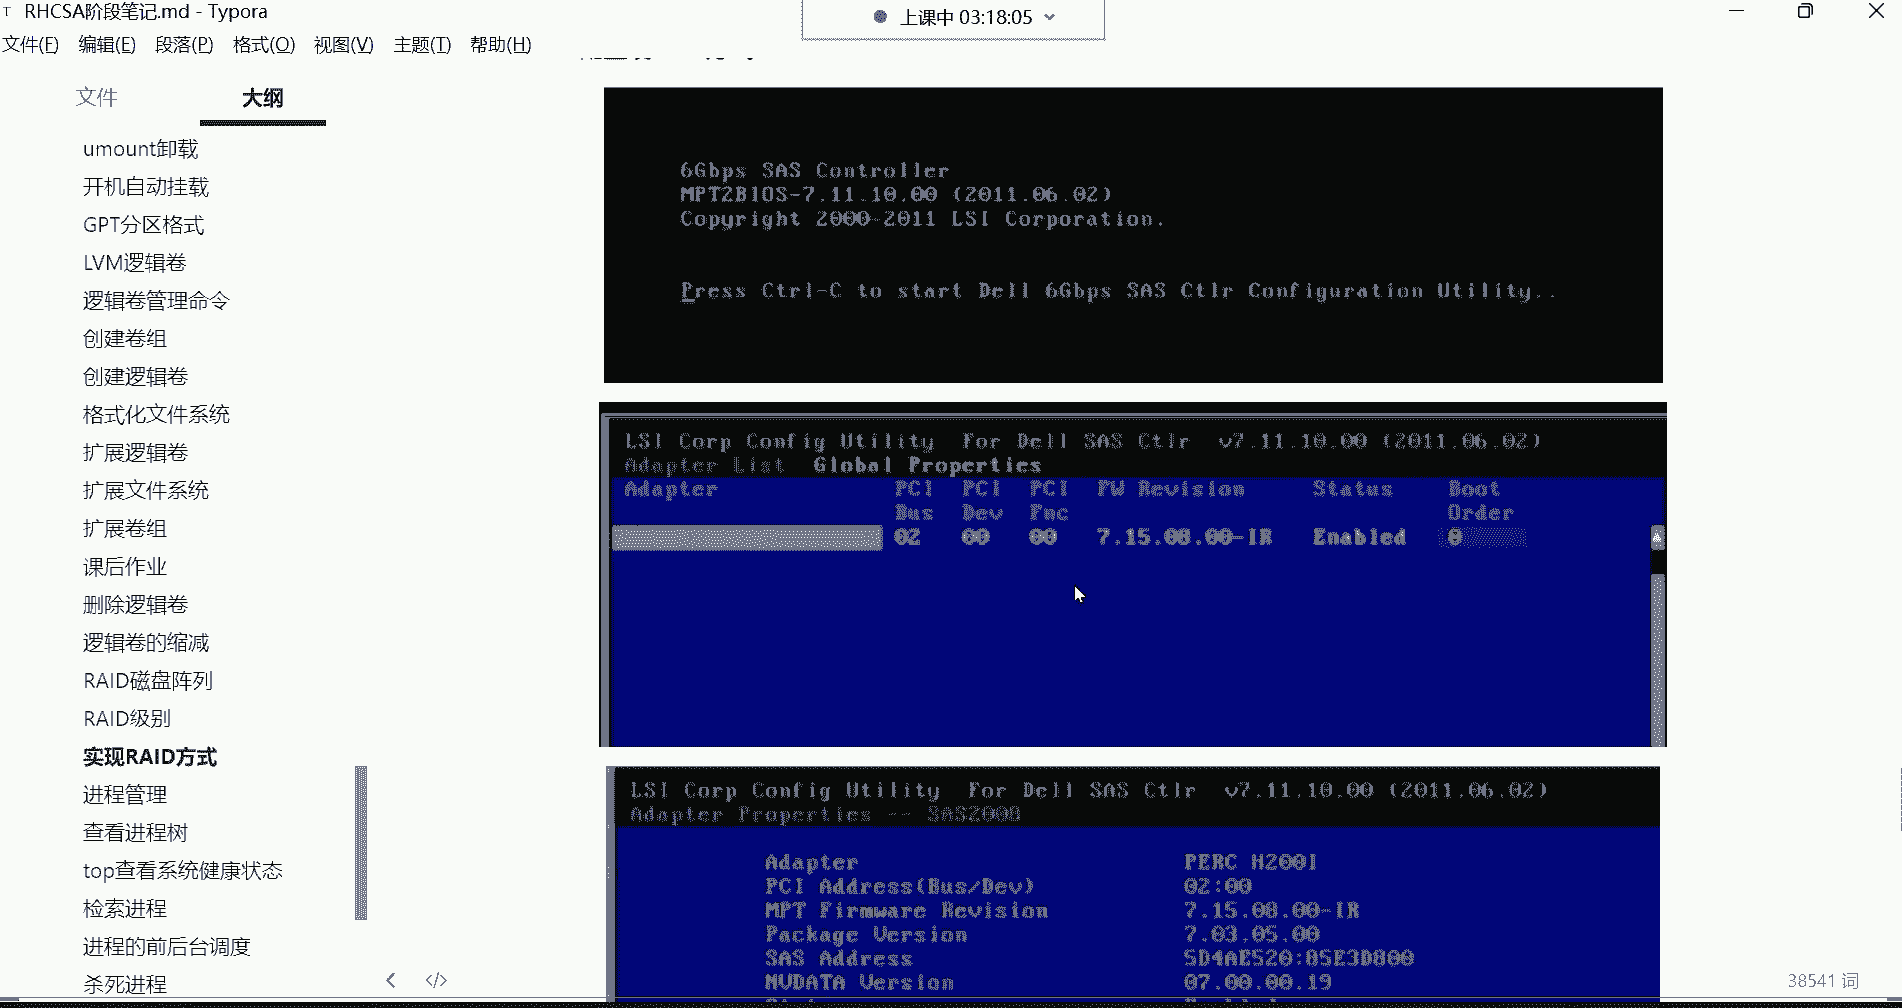 RHCSA阶段笔记.md - Typora
上课中 03:18:05
文件(F) 编辑(E) 段落(P) 格式(O) 视图(V) 主题(T) 帮助(H)
文件 大纲
umount卸载
开机自动挂载
GPT分区格式
LVM逻辑卷
逻辑卷管理命令
创建卷组
创建逻辑卷
格式化文件系统
扩展逻辑卷
扩展文件系统
扩展卷组
课后作业
删除逻辑卷
逻辑卷的缩减
RAID磁盘阵列
RAID级别
实现RAID方式
进程管理
查看进程树
top查看系统健康状态
检索进程
进程的前后台调度
杀死进程
6Gbps SAS Controller
MPT2BIOS-7.11.10.00 (2011.06.02)
Copyright 2000-2011 LSI Corporation.
Press Ctrl-C to start Dell 6Gbps SAS Ctlr Configuration Utility..
LSI Corp Config Utility For Dell SAS Ctlr v7.11.10.00 (2011.06.02)
Adapter List Global Properties
Adapter PCI PCI PCI FW Revision Status Boot
Bus Dev Fnc Order
02 00 00 7.15.08.00-IR Enabled 0
LSI Corp Config Utility For Dell SAS Ctlr v7.11.10.00 (2011.06.02)
Adapter Properties -- SAS2008
Adapter PERC H200I
PCI Address(Bus/Dev) 02:00
MPT Firmware Revision 7.15.08.00-IR
Package Version 7.03.05.00
SAS Address 5D4AE520:85E3D800
NVDATA Version 07.00.00.19
38541 词